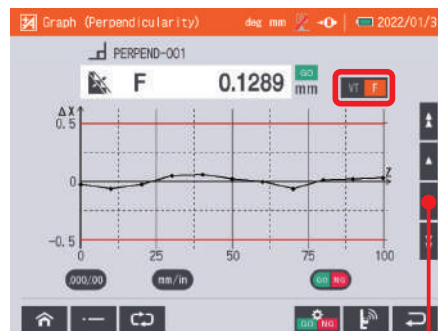 Graph (Perpendicularity) deg mm 2022/01/3
PERPEND-001
F 0.1289 GO mm VT F
ΔX
0.5
0
Z
-0.5
0 25 50 75 100
.000/.00 mm/in GO NG
GO NG